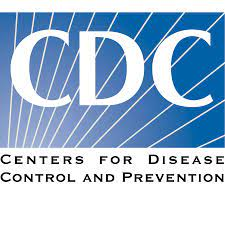 CDC
CENTERS FOR DISEASE
CONTROL AND PREVENTION